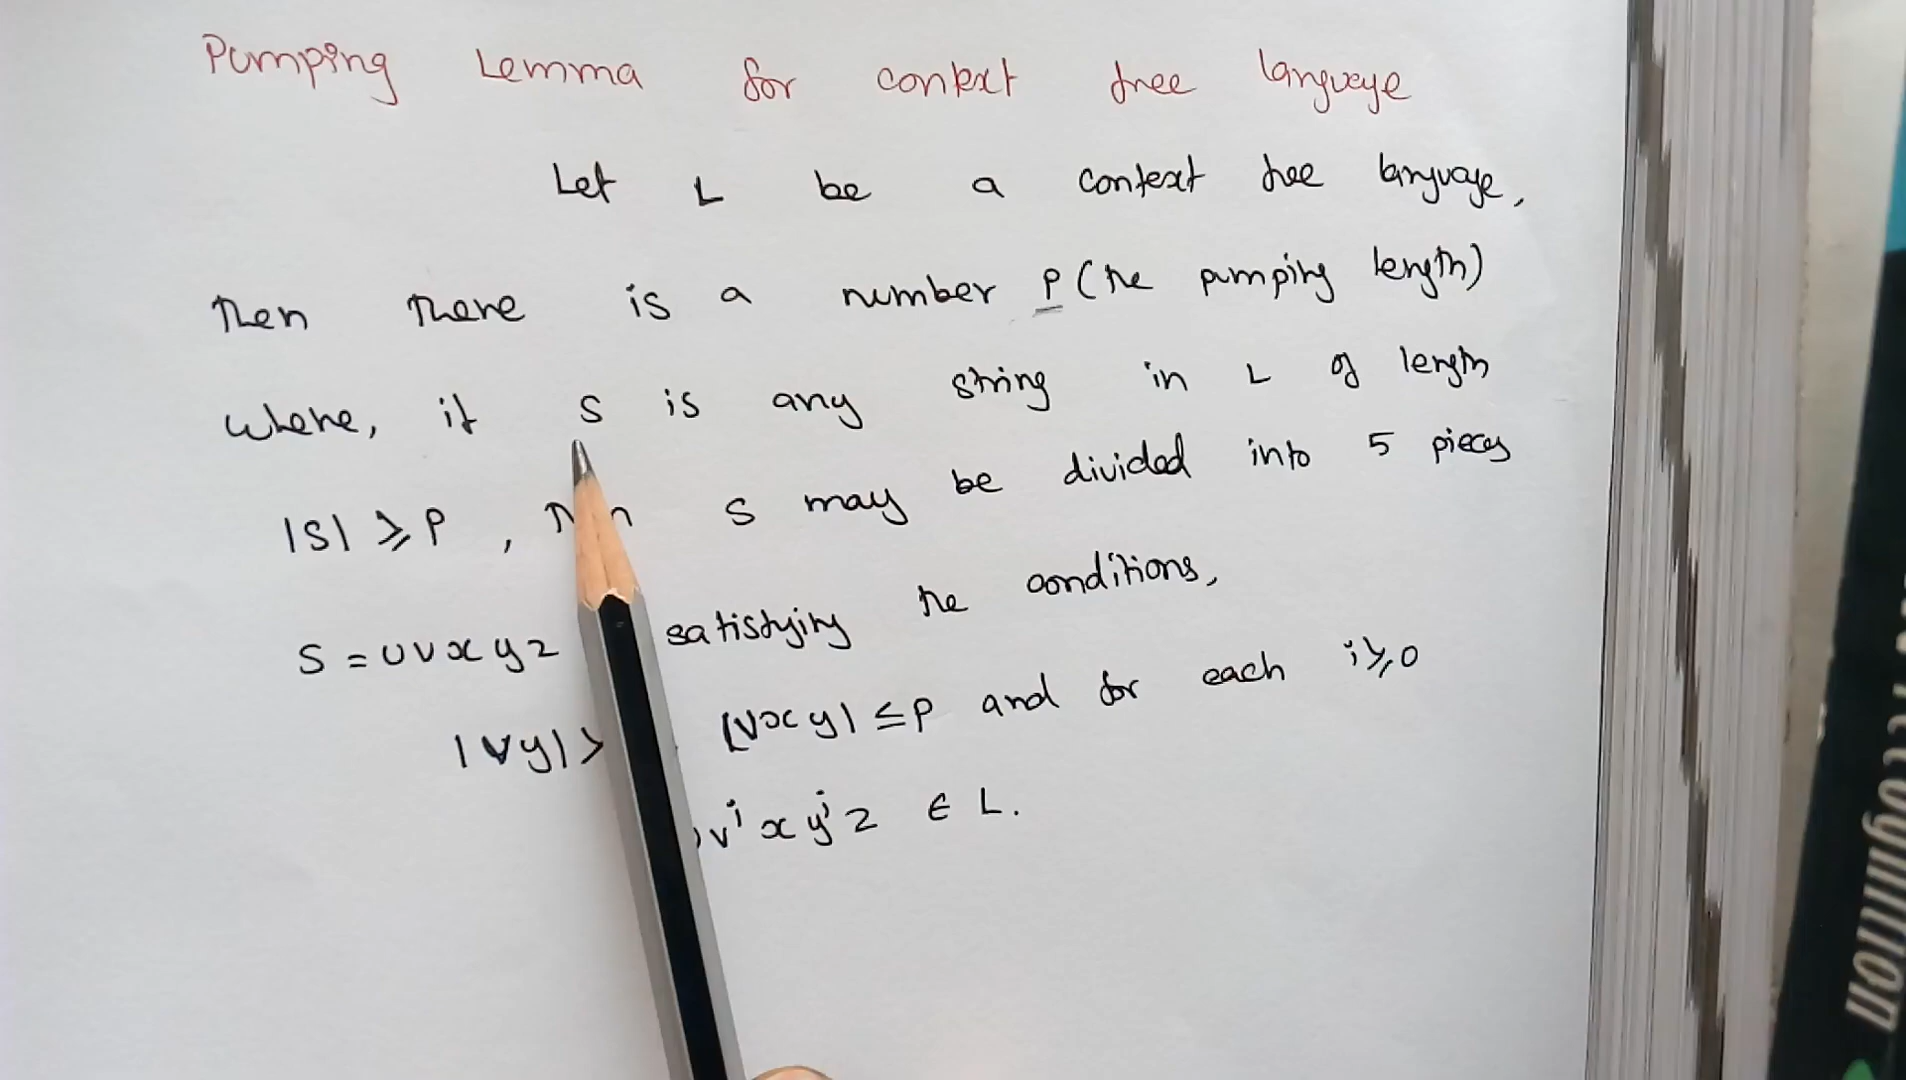 Pumping Lemma for context free language
Let L be a context free language,
Then there is a number P (the pumping length)
where, if S is any string in L of length
|S| ≥ P , S may be divided into 5 pieces
S = UVxyz satisfying the conditions,
|Vy| > |Vxy| ≤ P and for each i ≥ 0
v^i x y^i z ∈ L.
Recognition